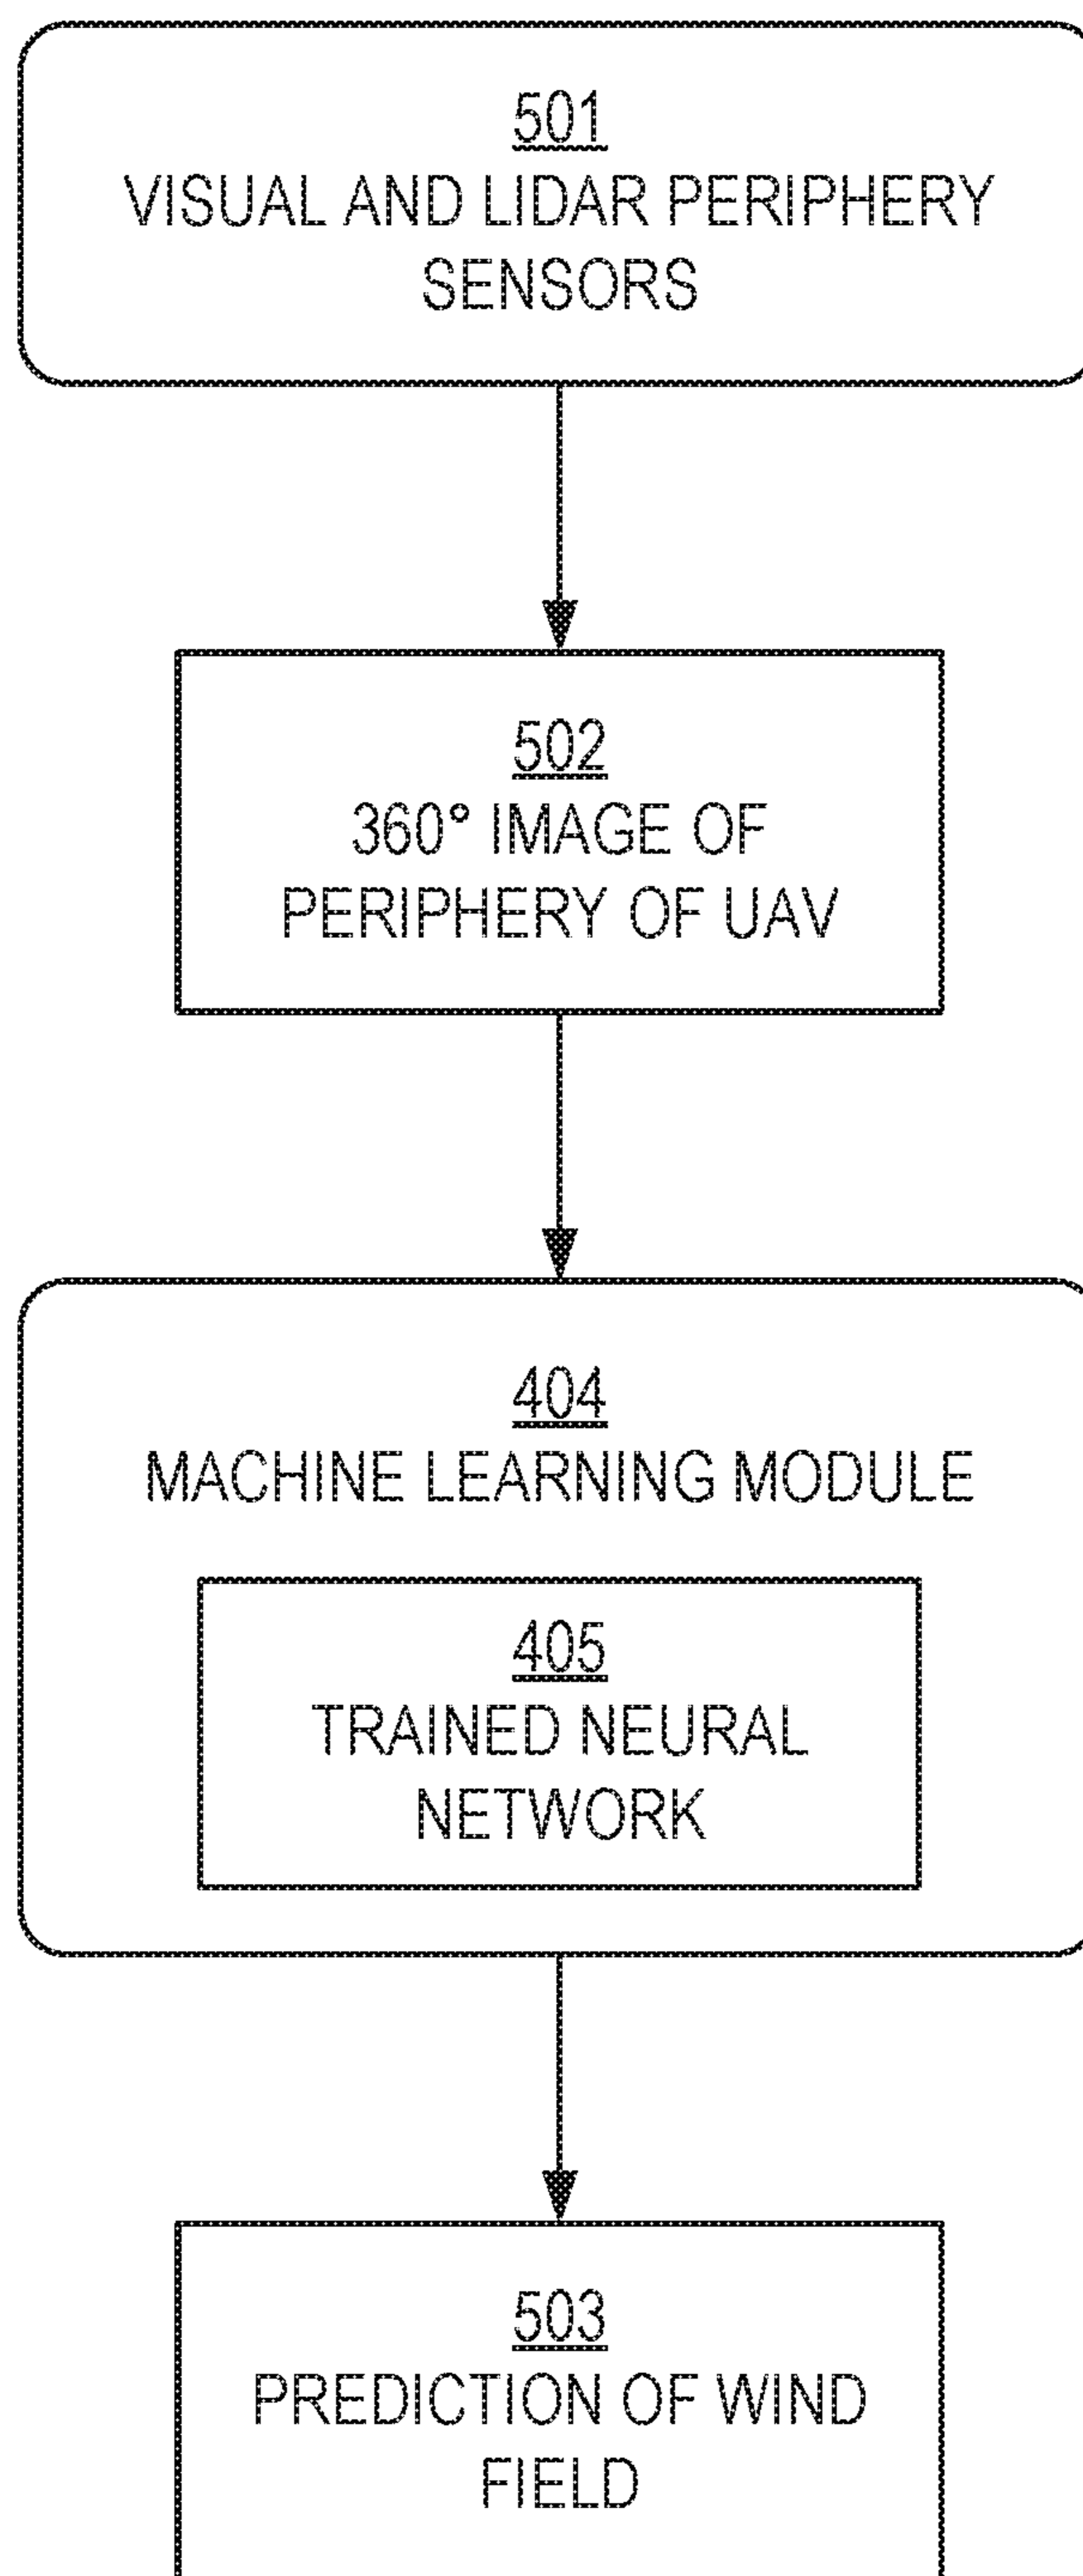 501
VISUAL AND LIDAR PERIPHERY
SENSORS
502
360° IMAGE OF
PERIPHERY OF UAV
404
MACHINE LEARNING MODULE
405
TRAINED NEURAL
NETWORK
503
PREDICTION OF WIND
FIELD